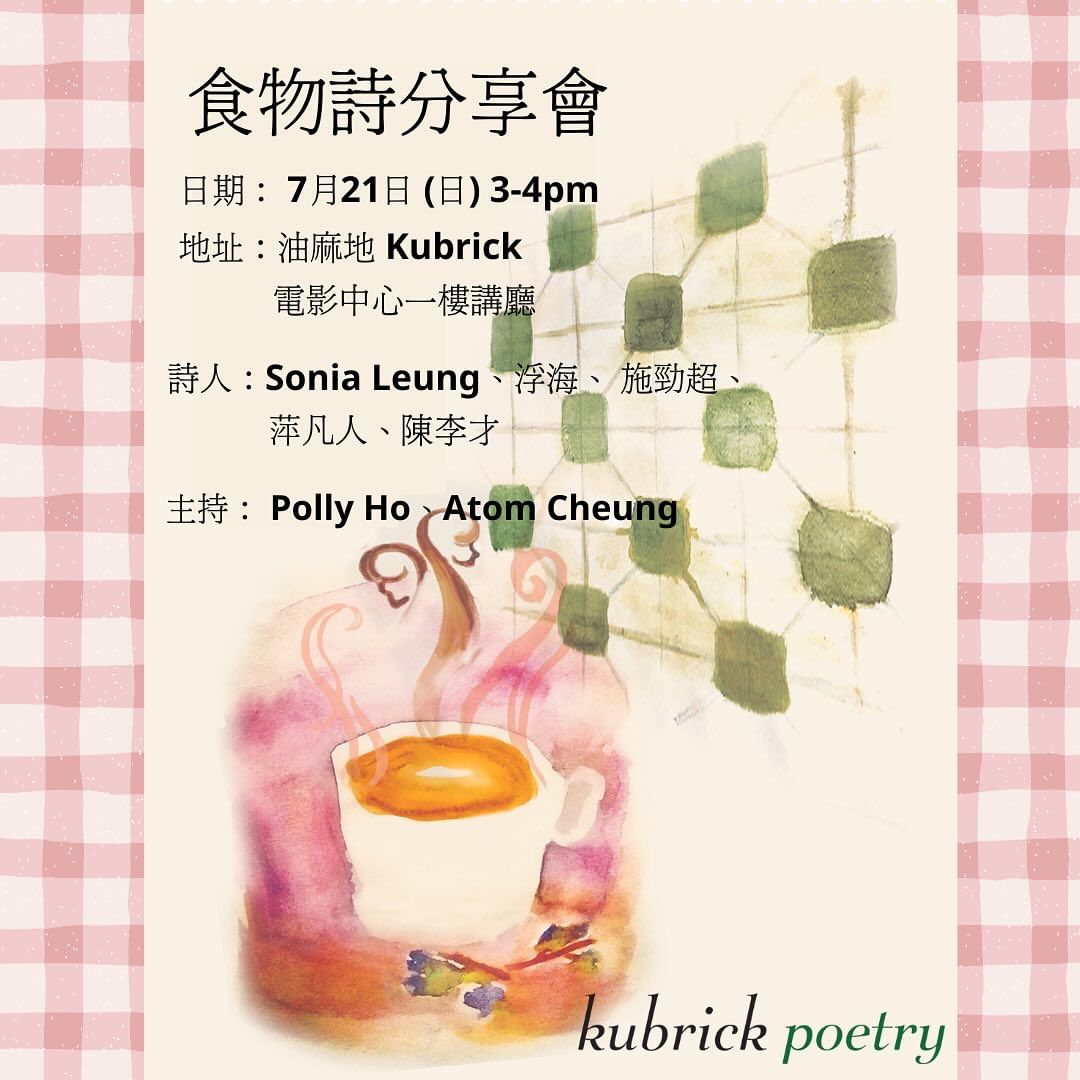 食物詩分享會
日期： 7月21日 (日) 3-4pm
地址：油麻地 Kubrick
電影中心一樓講廳
詩人：Sonia Leung、浮海、 施勁超、
萍凡人、陳李才
主持： Polly Ho、Atom Cheung
kubrick poetry